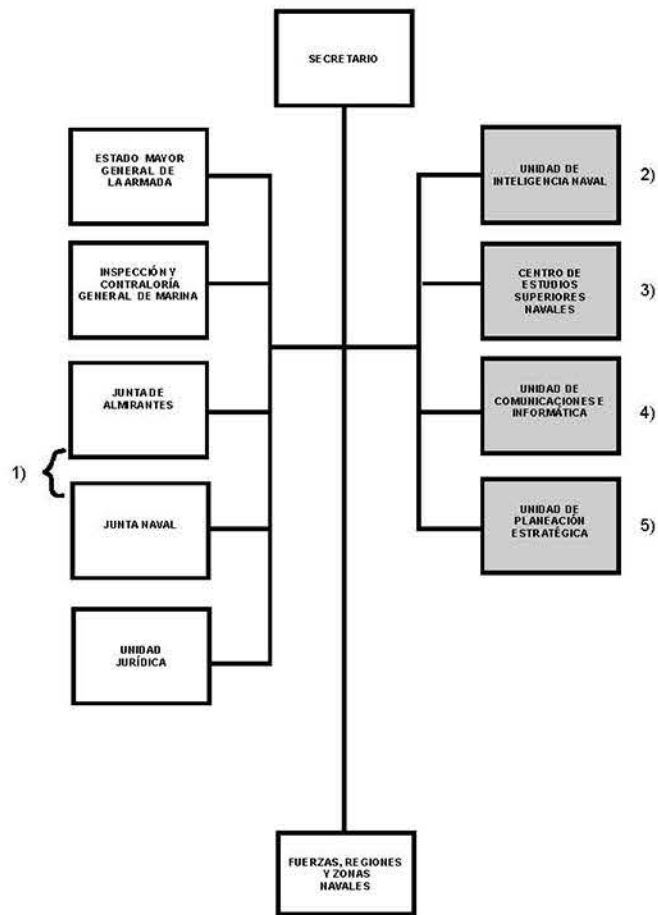 SECRETARIO
ESTADO MAYOR
GENERAL DE
LA ARMADA
INSPECCIÓN Y
CONTRALORÍA
GENERAL DE MARINA
JUNTA DE
ALMIRANTES
1)
JUNTA NAVAL
UNIDAD
JURÍDICA
UNIDAD DE
INTELIGENCIA NAVAL
2)
CENTRO DE
ESTUDIOS
SUPERIORES
NAVALES
3)
UNIDAD DE
COMUNICACIONES E
INFORMÁTICA
4)
UNIDAD DE
PLANEACIÓN
ESTRATÉGICA
5)
FUERZAS, REGIONES
Y ZONAS
NAVALES